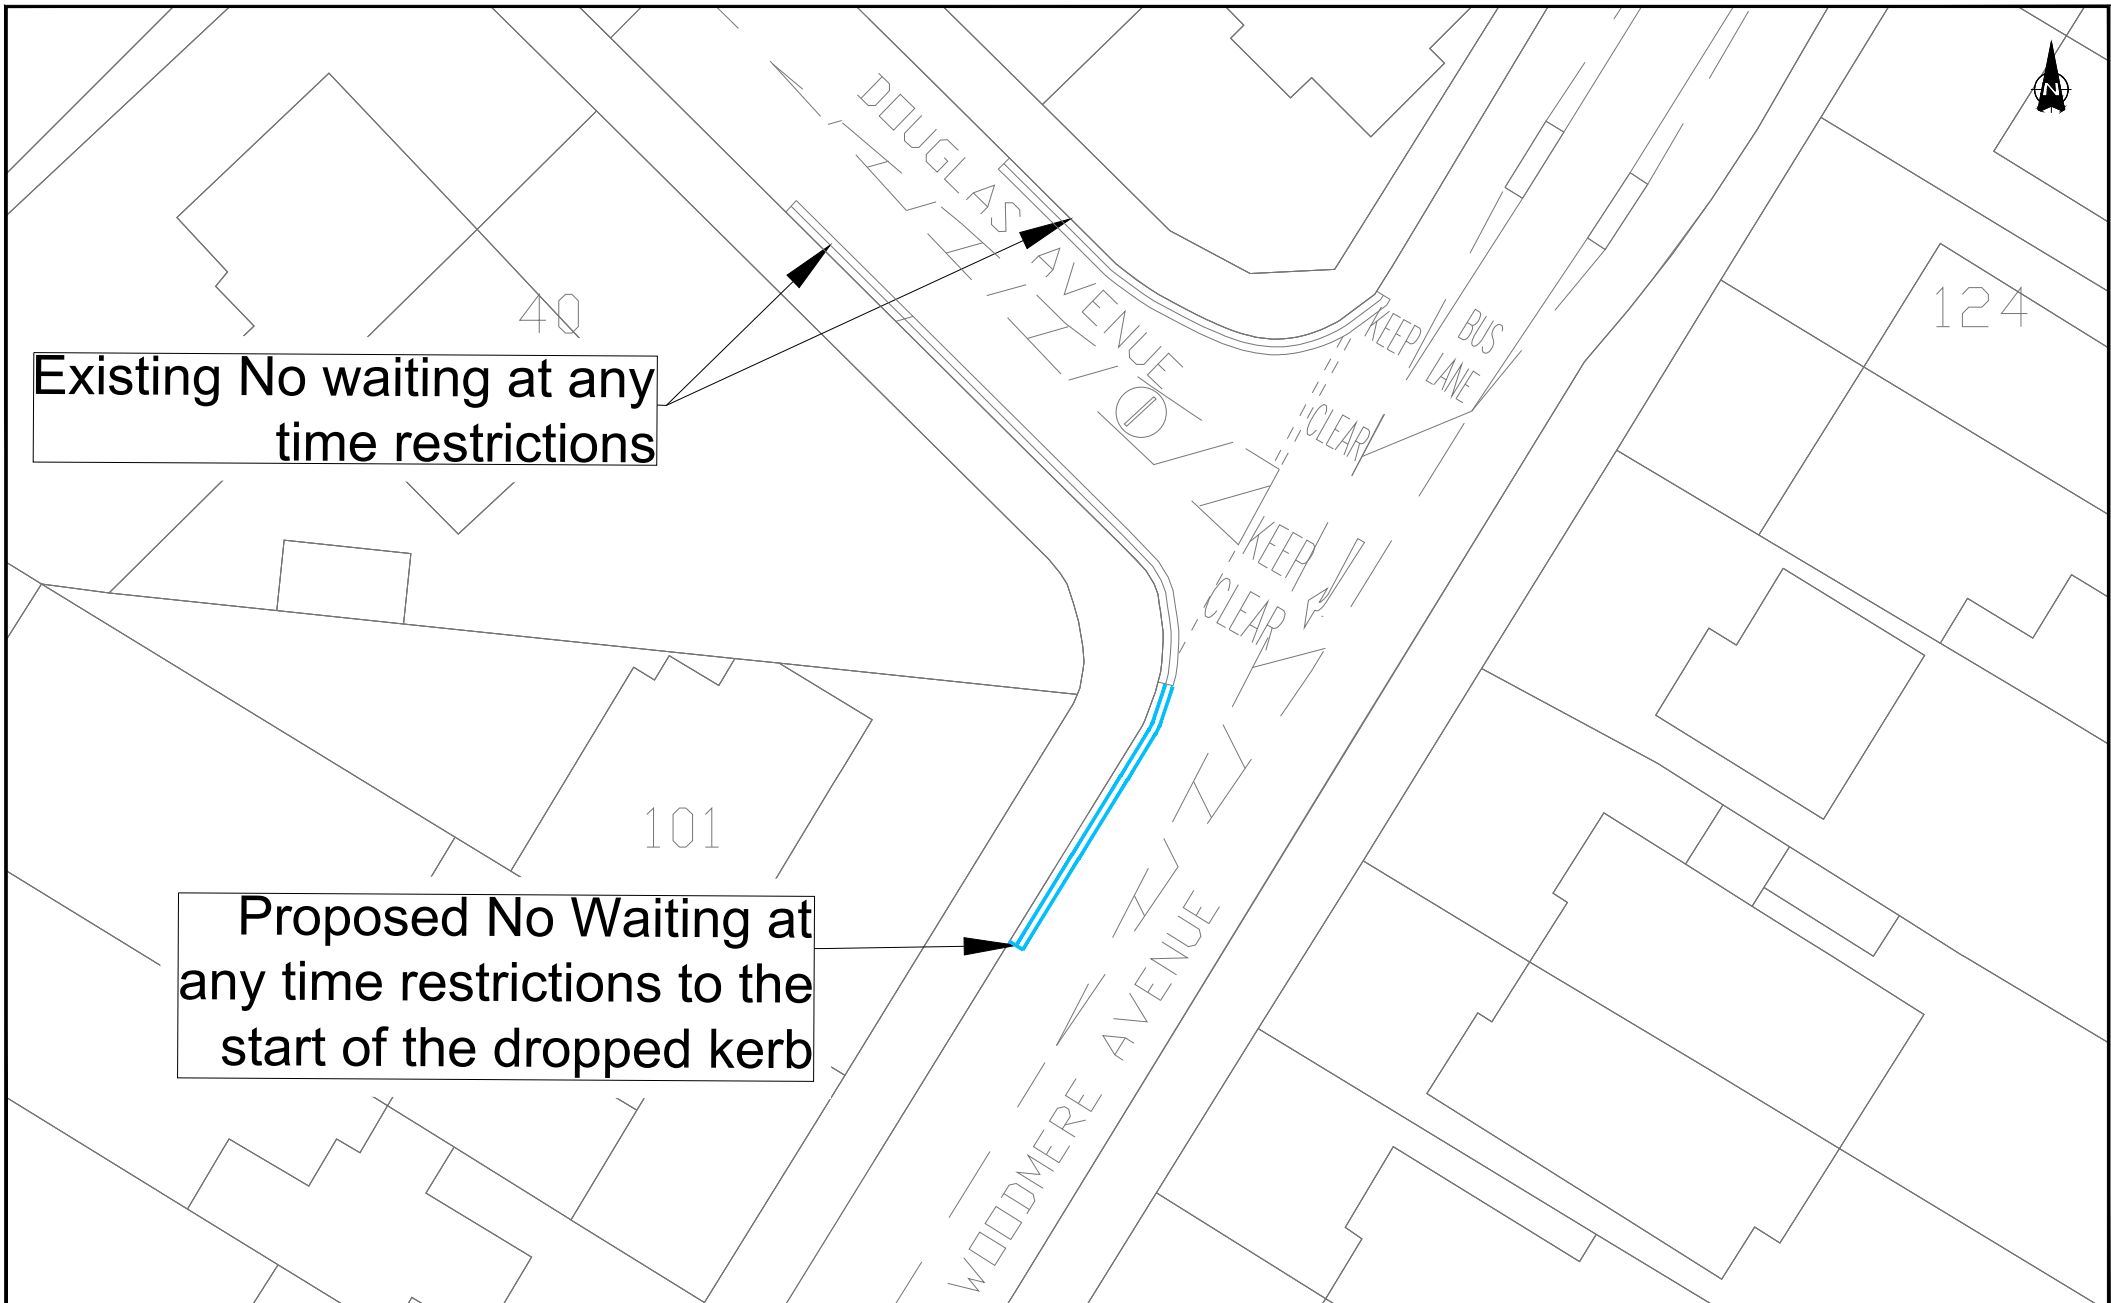 N
DOUGLAS AVENUE
40
124
KEEP
CLEAR
BUS
LANE
Existing No waiting at any
time restrictions
KEEP
CLEAR
101
Proposed No Waiting at
any time restrictions to the
start of the dropped kerb
WOODMERE AVENUE